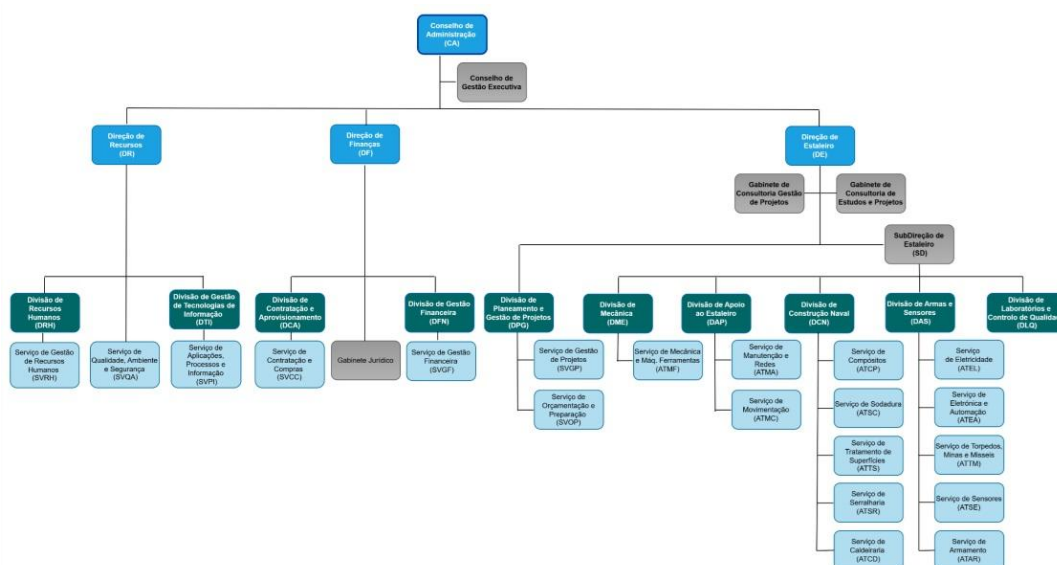 Conselho de
Administração
(CA)
Conselho de
Gestão Executiva
Direção de
Recursos
(DR)
Direção de
Finanças
(DF)
Direção de
Estaleiro
(DE)
Gabinete de
Consultoria Gestão
de Projetos
Gabinete de
Consultoria de
Estudos e Projetos
SubDireção de
Estaleiro
(SD)
Divisão de
Recursos
Humanos
(DRH)
Divisão de Gestão
de Tecnologias de
Informação
(DTI)
Divisão de
Contratação e
Aprovisionamento
(DCA)
Divisão de Gestão
Financeira
(DFN)
Divisão de
Planeamento e
Gestão de Projetos
(DPG)
Divisão de
Mecânica
(DME)
Divisão de Apoio
ao Estaleiro
(DAP)
Divisão de
Construção Naval
(DCN)
Divisão de Armas e
Sensores
(DAS)
Divisão de
Laboratórios e
Controlo de Qualidade
(DLQ)
Serviço de Gestão
de Recursos
Humanos
(SVRH)
Serviço de
Qualidade, Ambiente
e Segurança
(SVQA)
Serviço de
Aplicações,
Processos e
Informação
(SVPI)
Serviço de
Contratação e
Compras
(SVCC)
Gabinete Jurídico
Serviço de Gestão
Financeira
(SVGF)
Serviço de Gestão
de Projetos
(SVGP)
Serviço de
Orçamentação e
Preparação
(SVOP)
Serviço de Mecânica
e Máq. Ferramentas
(ATMF)
Serviço de
Manutenção e
Redes
(ATMA)
Serviço de
Movimentação
(ATMC)
Serviço de
Compósitos
(ATCP)
Serviço de Sodadura
(ATSC)
Serviço de
Tratamento de
Superfícies
(ATTS)
Serviço de
Serralharia
(ATSR)
Serviço de
Caldeiraria
(ATCD)
Serviço
de Eletricidade
(ATEL)
Serviço de
Eletrónica e
Automação
(ATEA)
Serviço de Torpedos,
Minas e Misseis
(ATTM)
Serviço de Sensores
(ATSE)
Serviço de
Armamento
(ATAR)